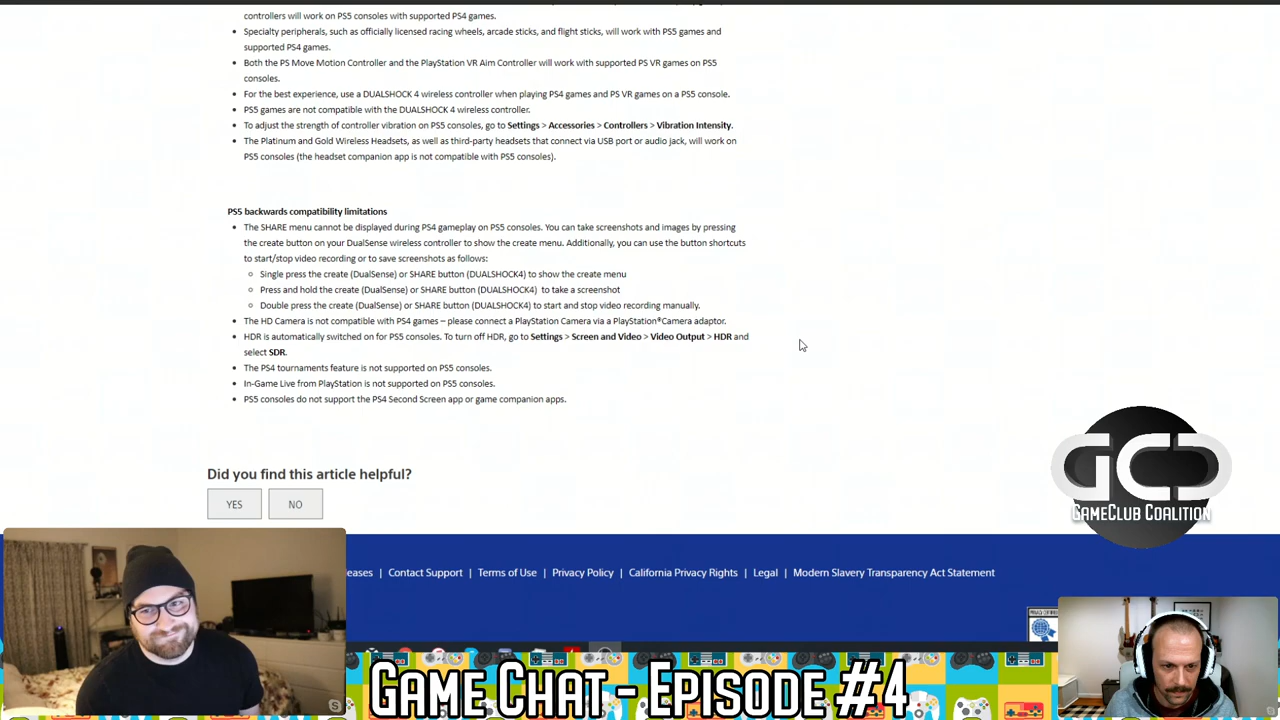 controllers will work on PS5 consoles with supported PS4 games.
Specialty peripherals, such as officially licensed racing wheels, arcade sticks, and flight sticks, will work with PS5 games and
supported PS4 games.
Both the PS Move Motion Controller and the PlayStation VR Aim Controller will work with supported PS VR games on PS5
consoles.
For the best experience, use a DUALSHOCK 4 wireless controller when playing PS4 games and PS VR games on a PS5 console.
PS5 games are not compatible with the DUALSHOCK 4 wireless controller.
To adjust the strength of controller vibration on PS5 consoles, go to Settings > Accessories > Controllers > Vibration Intensity.
The Platinum and Gold Wireless Headsets, as well as third-party headsets that connect via USB port or audio jack, will work on
PS5 consoles (the headset companion app is not compatible with PS5 consoles).
PS5 backwards compatibility limitations
The SHARE menu cannot be displayed during PS4 gameplay on PS5 consoles. You can take screenshots and images by pressing
the create button on your DualSense wireless controller to show the create menu. Additionally, you can use the button shortcuts
to start/stop video recording or to save screenshots as follows:
Single press the create (DualSense) or SHARE button (DUALSHOCK4) to show the create menu
Press and hold the create (DualSense) or SHARE button (DUALSHOCK4) to take a screenshot
Double press the create (DualSense) or SHARE button (DUALSHOCK4) to start and stop video recording manually.
The HD Camera is not compatible with PS4 games – please connect a PlayStation Camera via a PlayStation®Camera adaptor.
HDR is automatically switched on for PS5 consoles. To turn off HDR, go to Settings > Screen and Video > Video Output > HDR and
select SDR.
The PS4 tournaments feature is not supported on PS5 consoles.
In-Game Live from PlayStation is not supported on PS5 consoles.
PS5 consoles do not support the PS4 Second Screen app or game companion apps.
Did you find this article helpful?
YES NO
GCC
GAMECLUB COALITION
eases | Contact Support | Terms of Use | Privacy Policy | California Privacy Rights | Legal | Modern Slavery Transparency Act Statement
GAME CHAT - EPISODE #4